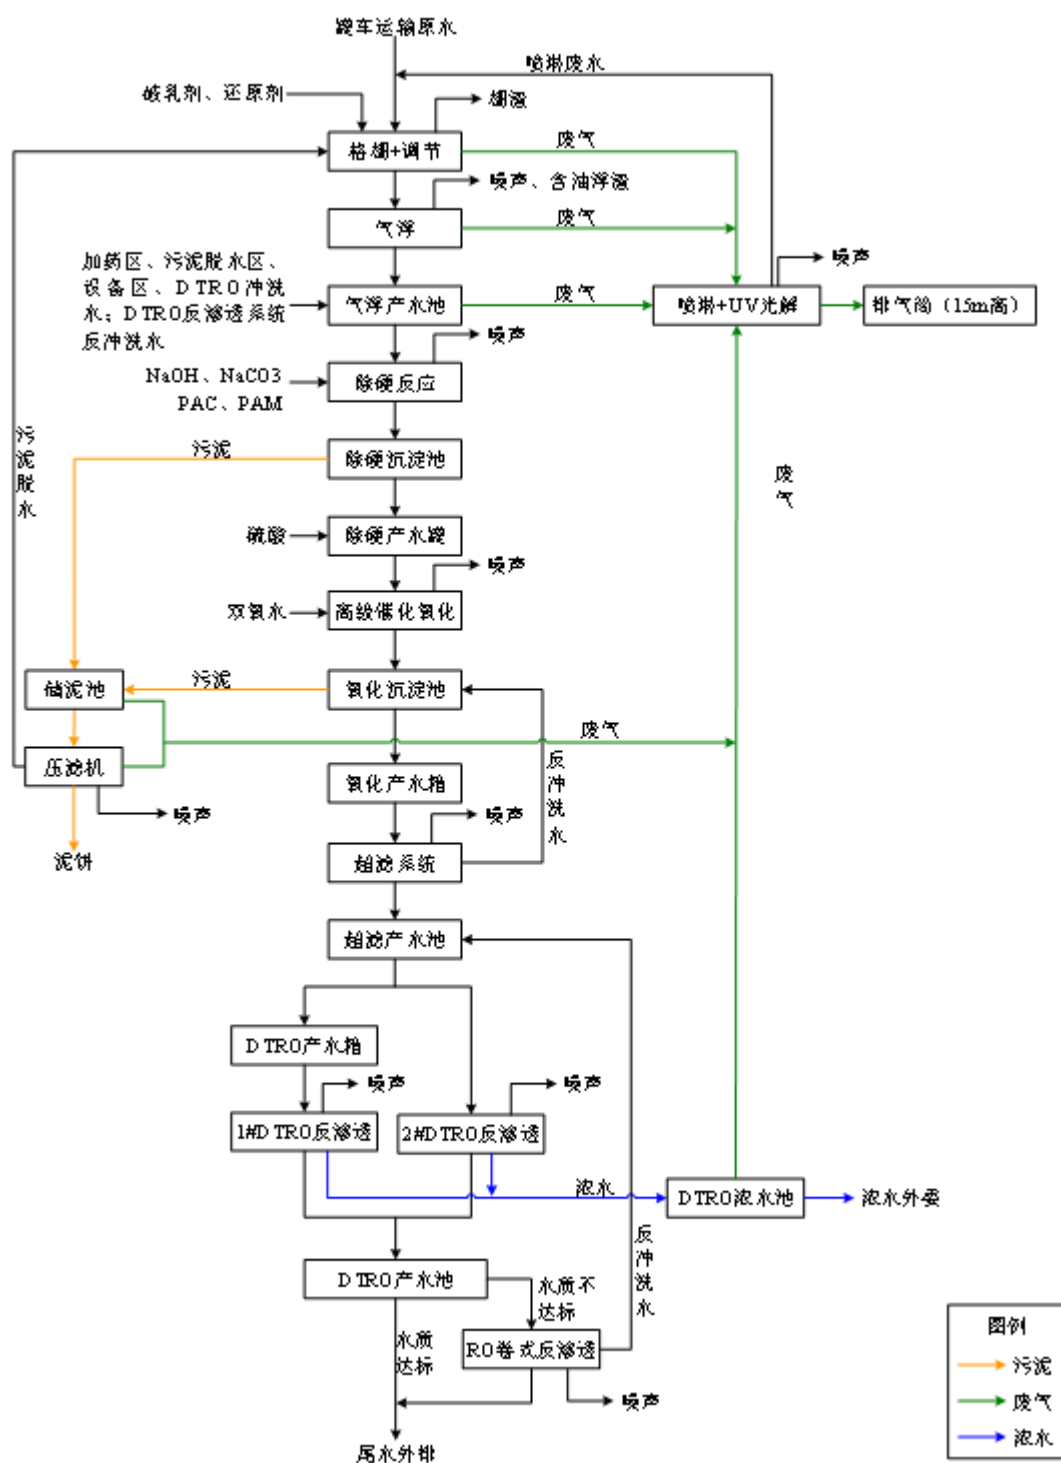 罐车运输原水
喷淋废水
破乳剂、还原剂
栅渣
格栅+调节
废气
噪声、含油浮渣
气浮
废气
加药区、污泥脱水区、
设备区、DTRO冲洗
水；DTRO反渗透系统
反冲洗水
气浮产水池
废气
喷淋+UV光解
噪声
排气筒（15m高）
噪声
NaOH、NaCO3
PAC、PAM
除硬反应
污泥脱水
污泥
除硬沉淀池
废气
硫酸
除硬产水罐
噪声
双氧水
高级催化氧化
储泥池
污泥
氧化沉淀池
废气
压滤机
反冲洗水
氧化产水箱
噪声
噪声
泥饼
超滤系统
超滤产水池
DTRO产水箱
噪声
噪声
1#DTRO反渗透
2#DTRO反渗透
浓水
DTRO浓水池
浓水外委
反冲洗水
DTRO产水池
水质不
达标
水质
达标
RO卷式反渗透
噪声
尾水外排
图例
污泥
废气
浓水